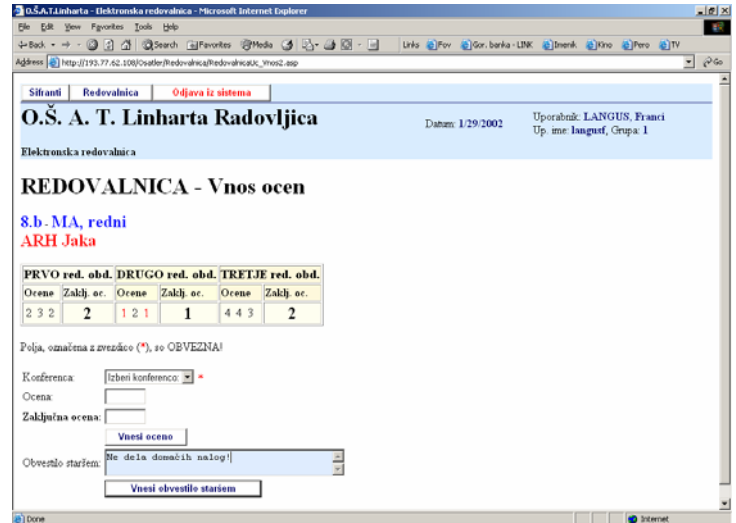 O.Š.A.T.Linharta - Elektronska redovalnica - Microsoft Internet Explorer
File Edit View Favorites Tools Help
Back Search Favorites Media Links Fov Gor. banka - LINK Imenik Kino Pero TV
Address http://193.77.62.108/Osatler/Redovalnica/RedovalnicaUc_Vnos2.asp Go
Sifranti Redovalnica Odjava iz sistema
O.Š. A. T. Linharta Radovljica
Datum: 1/29/2002
Uporabnik: LANGUS, Franci
Up. ime: langusf, Grupa: 1
Elektronska redovalnica
REDOVALNICA - Vnos ocen
8.b - MA, redni
ARH Jaka
PRVO red. obd. DRUGO red. obd. TRETJE red. obd.
Ocene Zaklj. oc. Ocene Zaklj. oc. Ocene Zaklj. oc.
2 3 2 2 1 2 1 1 4 4 3 2
Polja, označena z zvezdico (*), so OBVEZNA!
Konferenca: Izberi konferenco: *
Ocena:
Zaključna ocena:
Vnesi oceno
Obvestilo staršem: Ne dela domačih nalog!
Vnesi obvestilo staršem
Done Internet